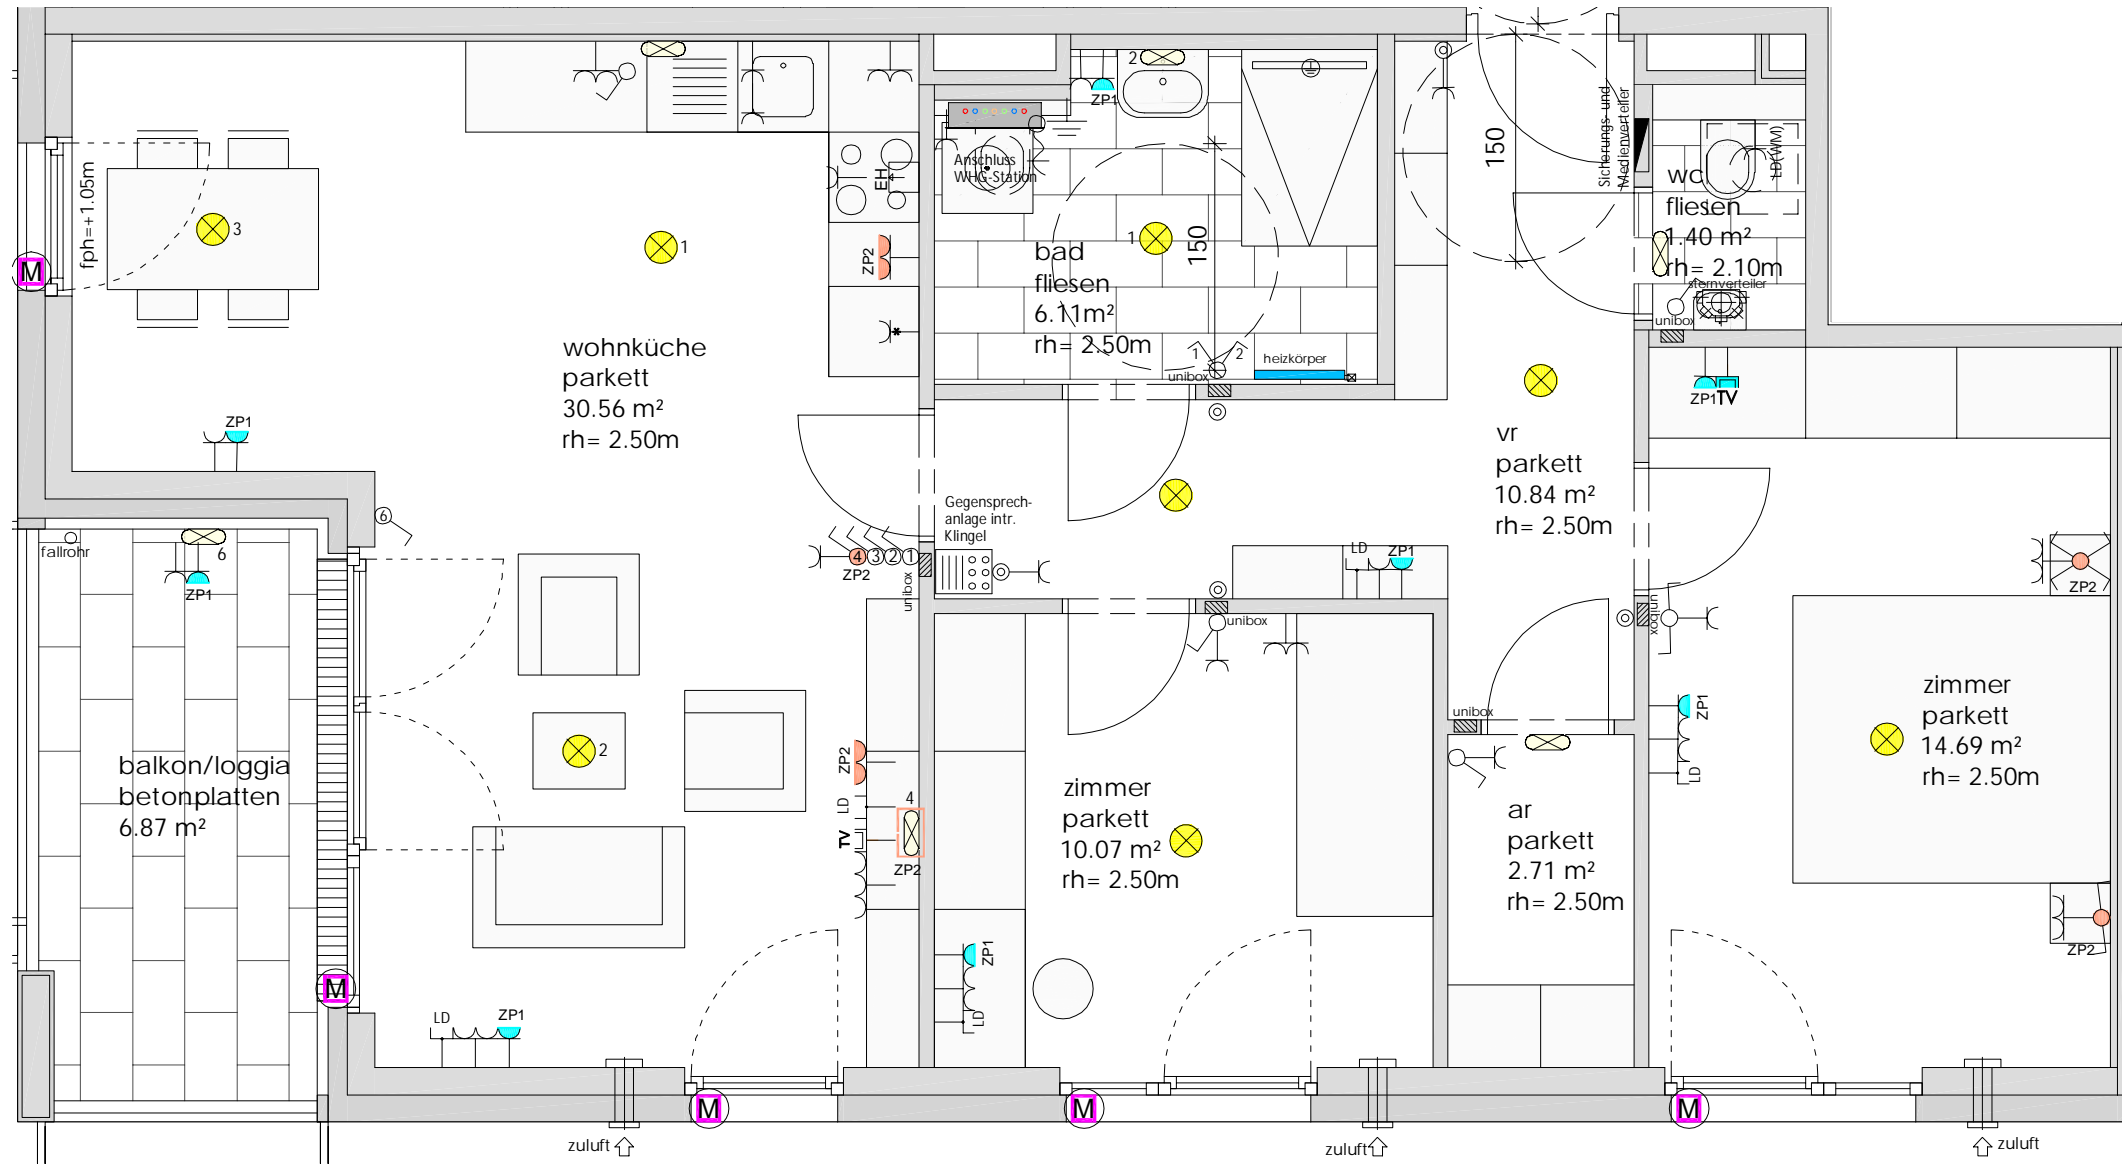 wohnküche
parkett
30.56 m²
rh= 2.50m
fph=+1.05m
3
1
M
ZP1
EH
ZP2
*
2
ZP1
Anschluss
WHG-Station
bad
fliesen
6.11m²
rh= 2.50m
1
150
1
2
unibox
heizkörper
150
Sicherungs- und
Medienverteiler
wc
fliesen
1.40 m²
rh= 2.10m
LD(WM)
sternverteiler
unibox
ZP1
TV
vr
parkett
10.84 m²
rh= 2.50m
Gegensprech-
anlage intr.
Klingel
6
4
3
2
1
ZP2
unibox
LD
ZP1
unibox
unibox
unibox
ZP2
fallrohr
6
ZP1
balkon/loggia
betonplatten
6.87 m²
2
ZP2
LD
TV
4
ZP2
zimmer
parkett
10.07 m²
rh= 2.50m
ZP1
LD
ar
parkett
2.71 m²
rh= 2.50m
ZP1
LD
zimmer
parkett
14.69 m²
rh= 2.50m
ZP2
M
LD
ZP1
M
M
M
zuluft
zuluft
zuluft